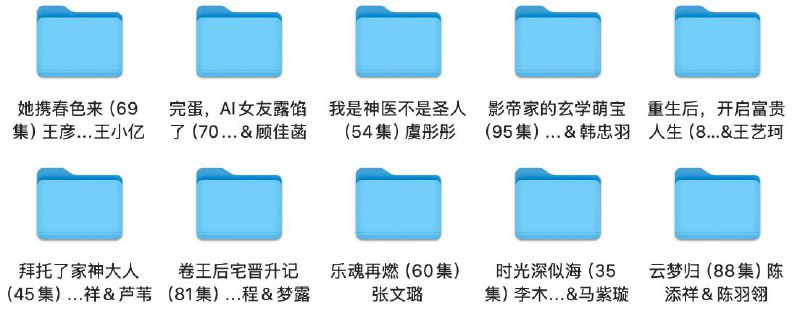 她携春色来（69
集）王彦...王小亿
完蛋，AI女友露馅
了（70...＆顾佳菡
我是神医不是圣人
（54集）虞彤彤
影帝家的玄学萌宝
（95集）...＆韩忠羽
重生后，开启富贵
人生（8...&王艺珂
拜托了家神大人
（45集）...祥＆芦苇
卷王后宅晋升记
（81集）...程＆梦露
乐魂再燃（60集）
张文璐
时光深似海（35
集）李木...&马紫璇
云梦归（88集）陈
添祥＆陈羽翎